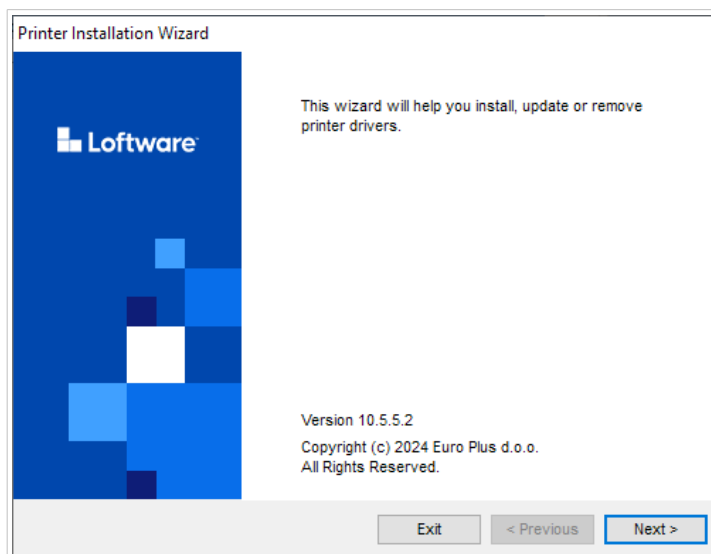 Printer Installation Wizard
Loftware
This wizard will help you install, update or remove
printer drivers.
Version 10.5.5.2
Copyright (c) 2024 Euro Plus d.o.o.
All Rights Reserved.
Exit
< Previous
Next >